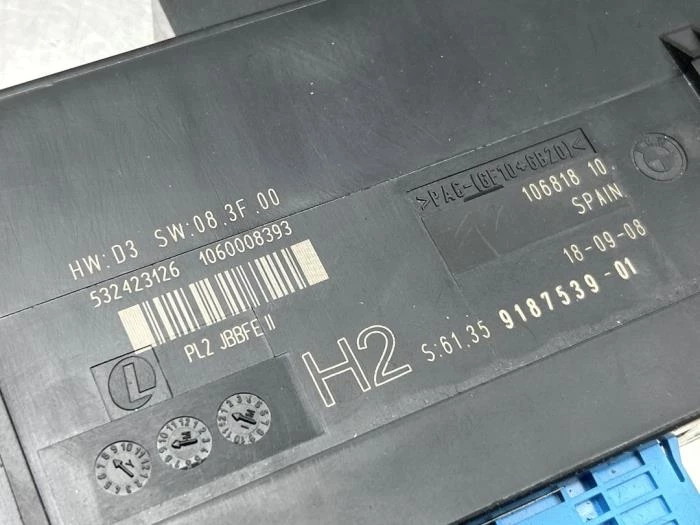 HW:D3 SW:08.3F.00
532423126 1060008393
PL2 JBBFE II
H2
L
>PA6-(GF10+GB20)<
106818 10.
SPAIN
18-09-08
S:61.35 9187539-01